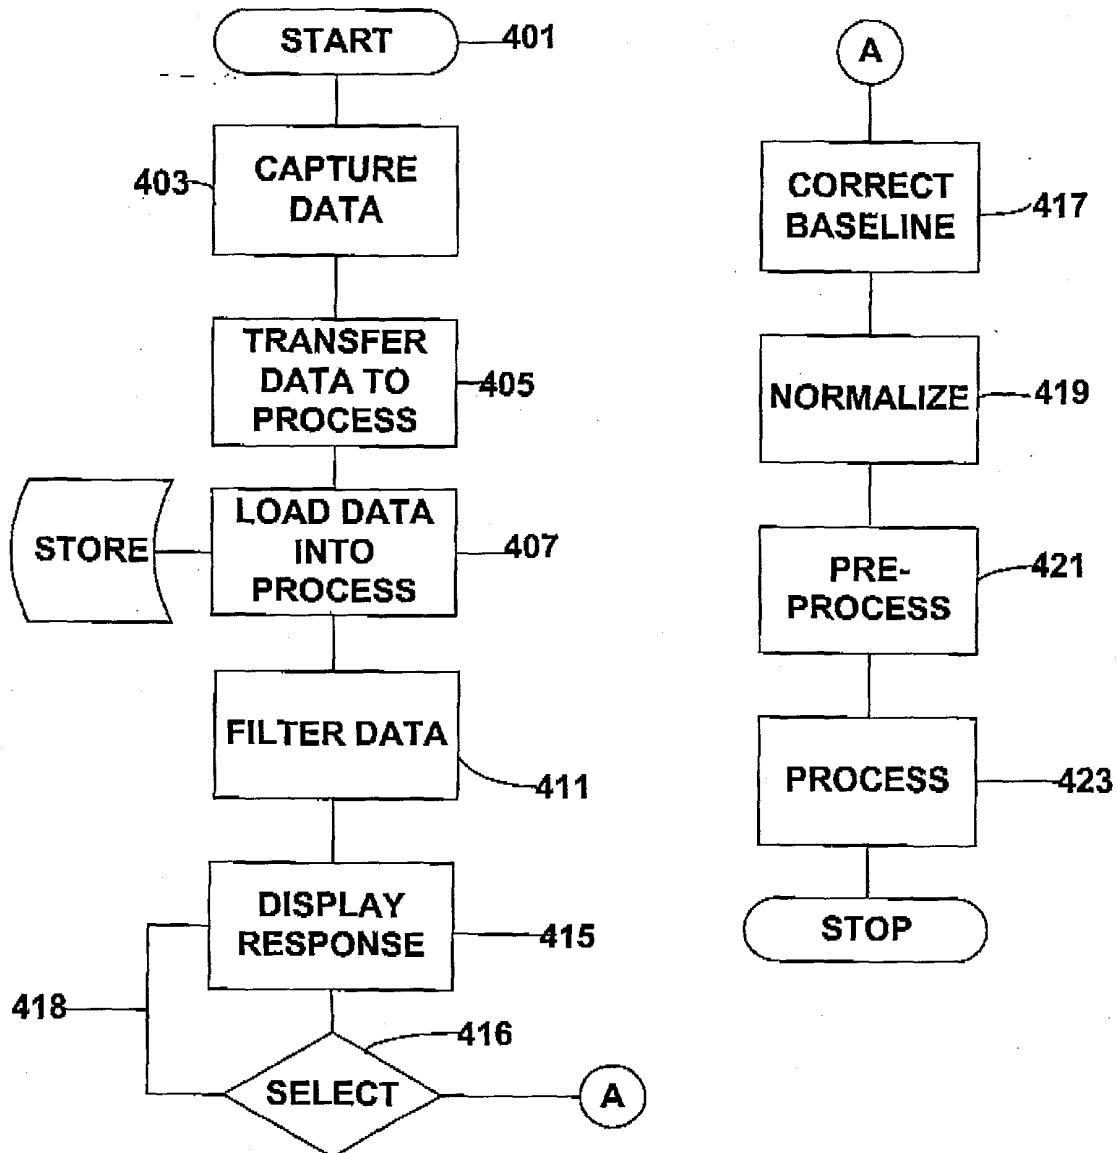 START
401
CAPTURE
DATA
403
TRANSFER
DATA TO
PROCESS
405
STORE
LOAD DATA
INTO
PROCESS
407
FILTER DATA
411
DISPLAY
RESPONSE
415
418
416
SELECT
A
A
CORRECT
BASELINE
417
NORMALIZE
419
PRE-
PROCESS
421
PROCESS
423
STOP